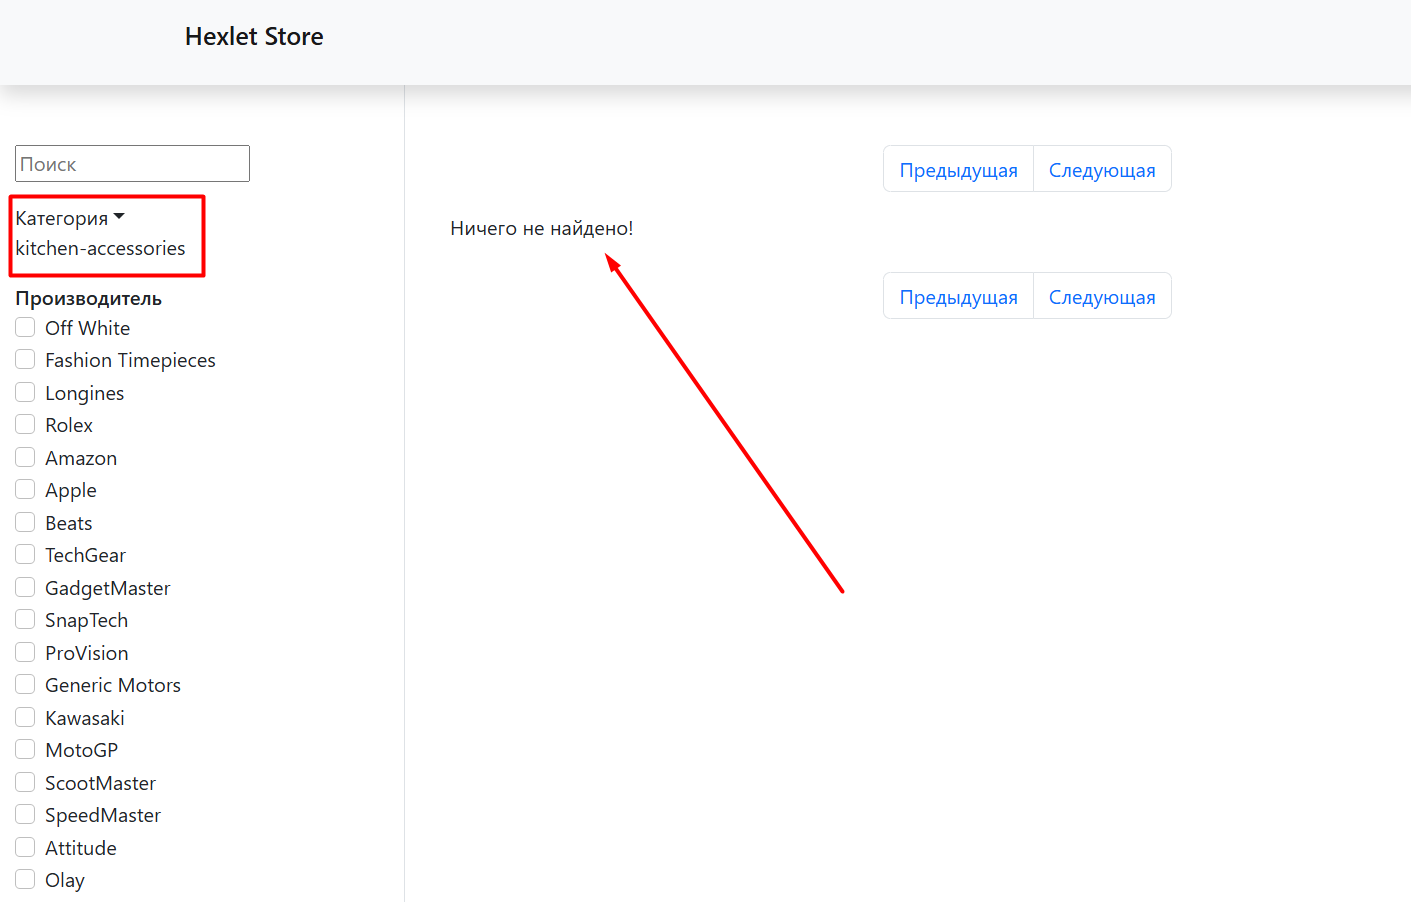 Hexlet Store
Поиск
Категория
kitchen-accessories
Производитель
Off White
Fashion Timepieces
Longines
Rolex
Amazon
Apple
Beats
TechGear
GadgetMaster
SnapTech
ProVision
Generic Motors
Kawasaki
MotoGP
ScootMaster
SpeedMaster
Attitude
Olay
Предыдущая Следующая
Ничего не найдено!
Предыдущая Следующая